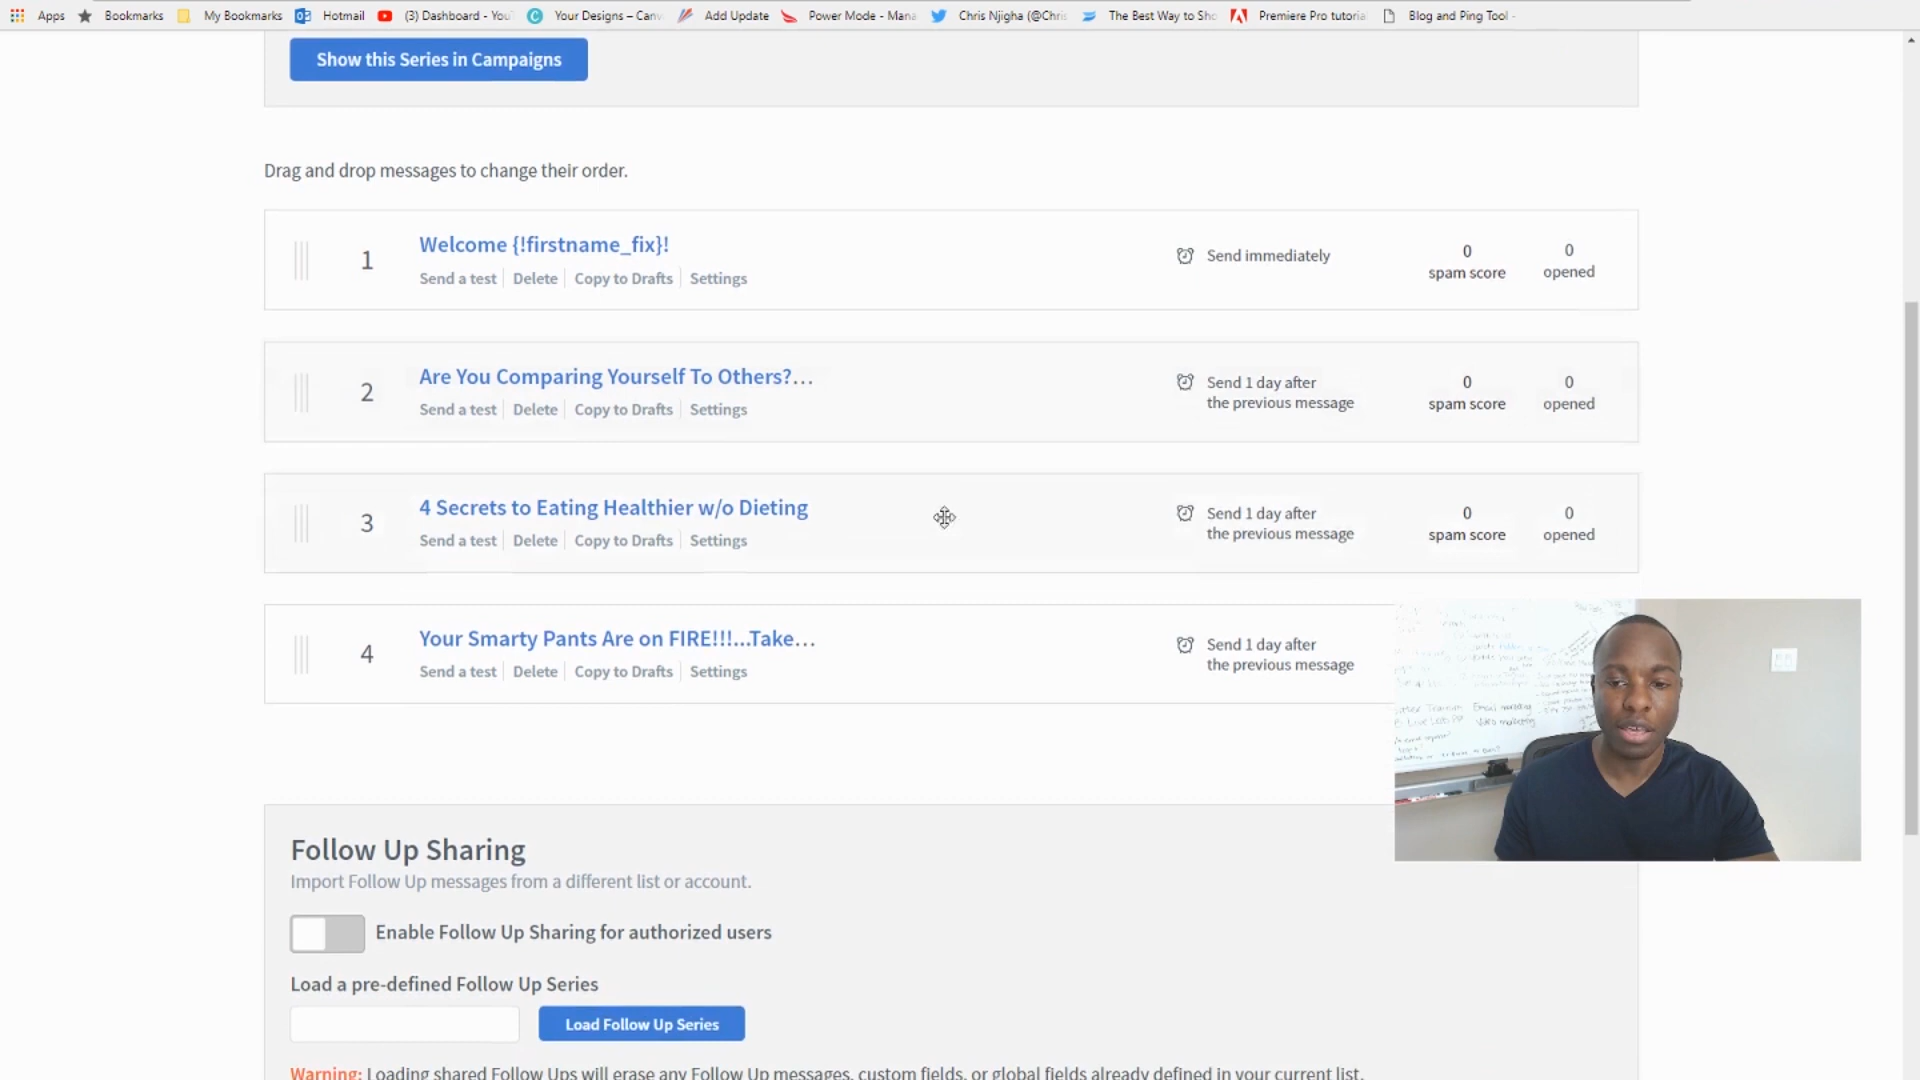 Apps Bookmarks My Bookmarks Hotmail (3) Dashboard - You Your Designs – Canv Add Update Power Mode - Mana Chris Njigha (@Chris The Best Way to Sho Premiere Pro tutoria Blog and Ping Tool -
Show this Series in Campaigns
Drag and drop messages to change their order.
1 Welcome {!firstname_fix}! Send immediately 0 0
Send a test Delete Copy to Drafts Settings spam score opened
2 Are You Comparing Yourself To Others?... Send 1 day after 0 0
Send a test Delete Copy to Drafts Settings the previous message spam score opened
3 4 Secrets to Eating Healthier w/o Dieting Send 1 day after 0 0
Send a test Delete Copy to Drafts Settings the previous message spam score opened
4 Your Smarty Pants Are on FIRE!!!...Take... Send 1 day after
Send a test Delete Copy to Drafts Settings the previous message
Email marketing
Video marketing
Follow Up Sharing
Import Follow Up messages from a different list or account.
Enable Follow Up Sharing for authorized users
Load a pre-defined Follow Up Series
Load Follow Up Series
Warning: Loading shared Follow Ups will erase any Follow Up messages, custom fields, or global fields already defined in your current list.